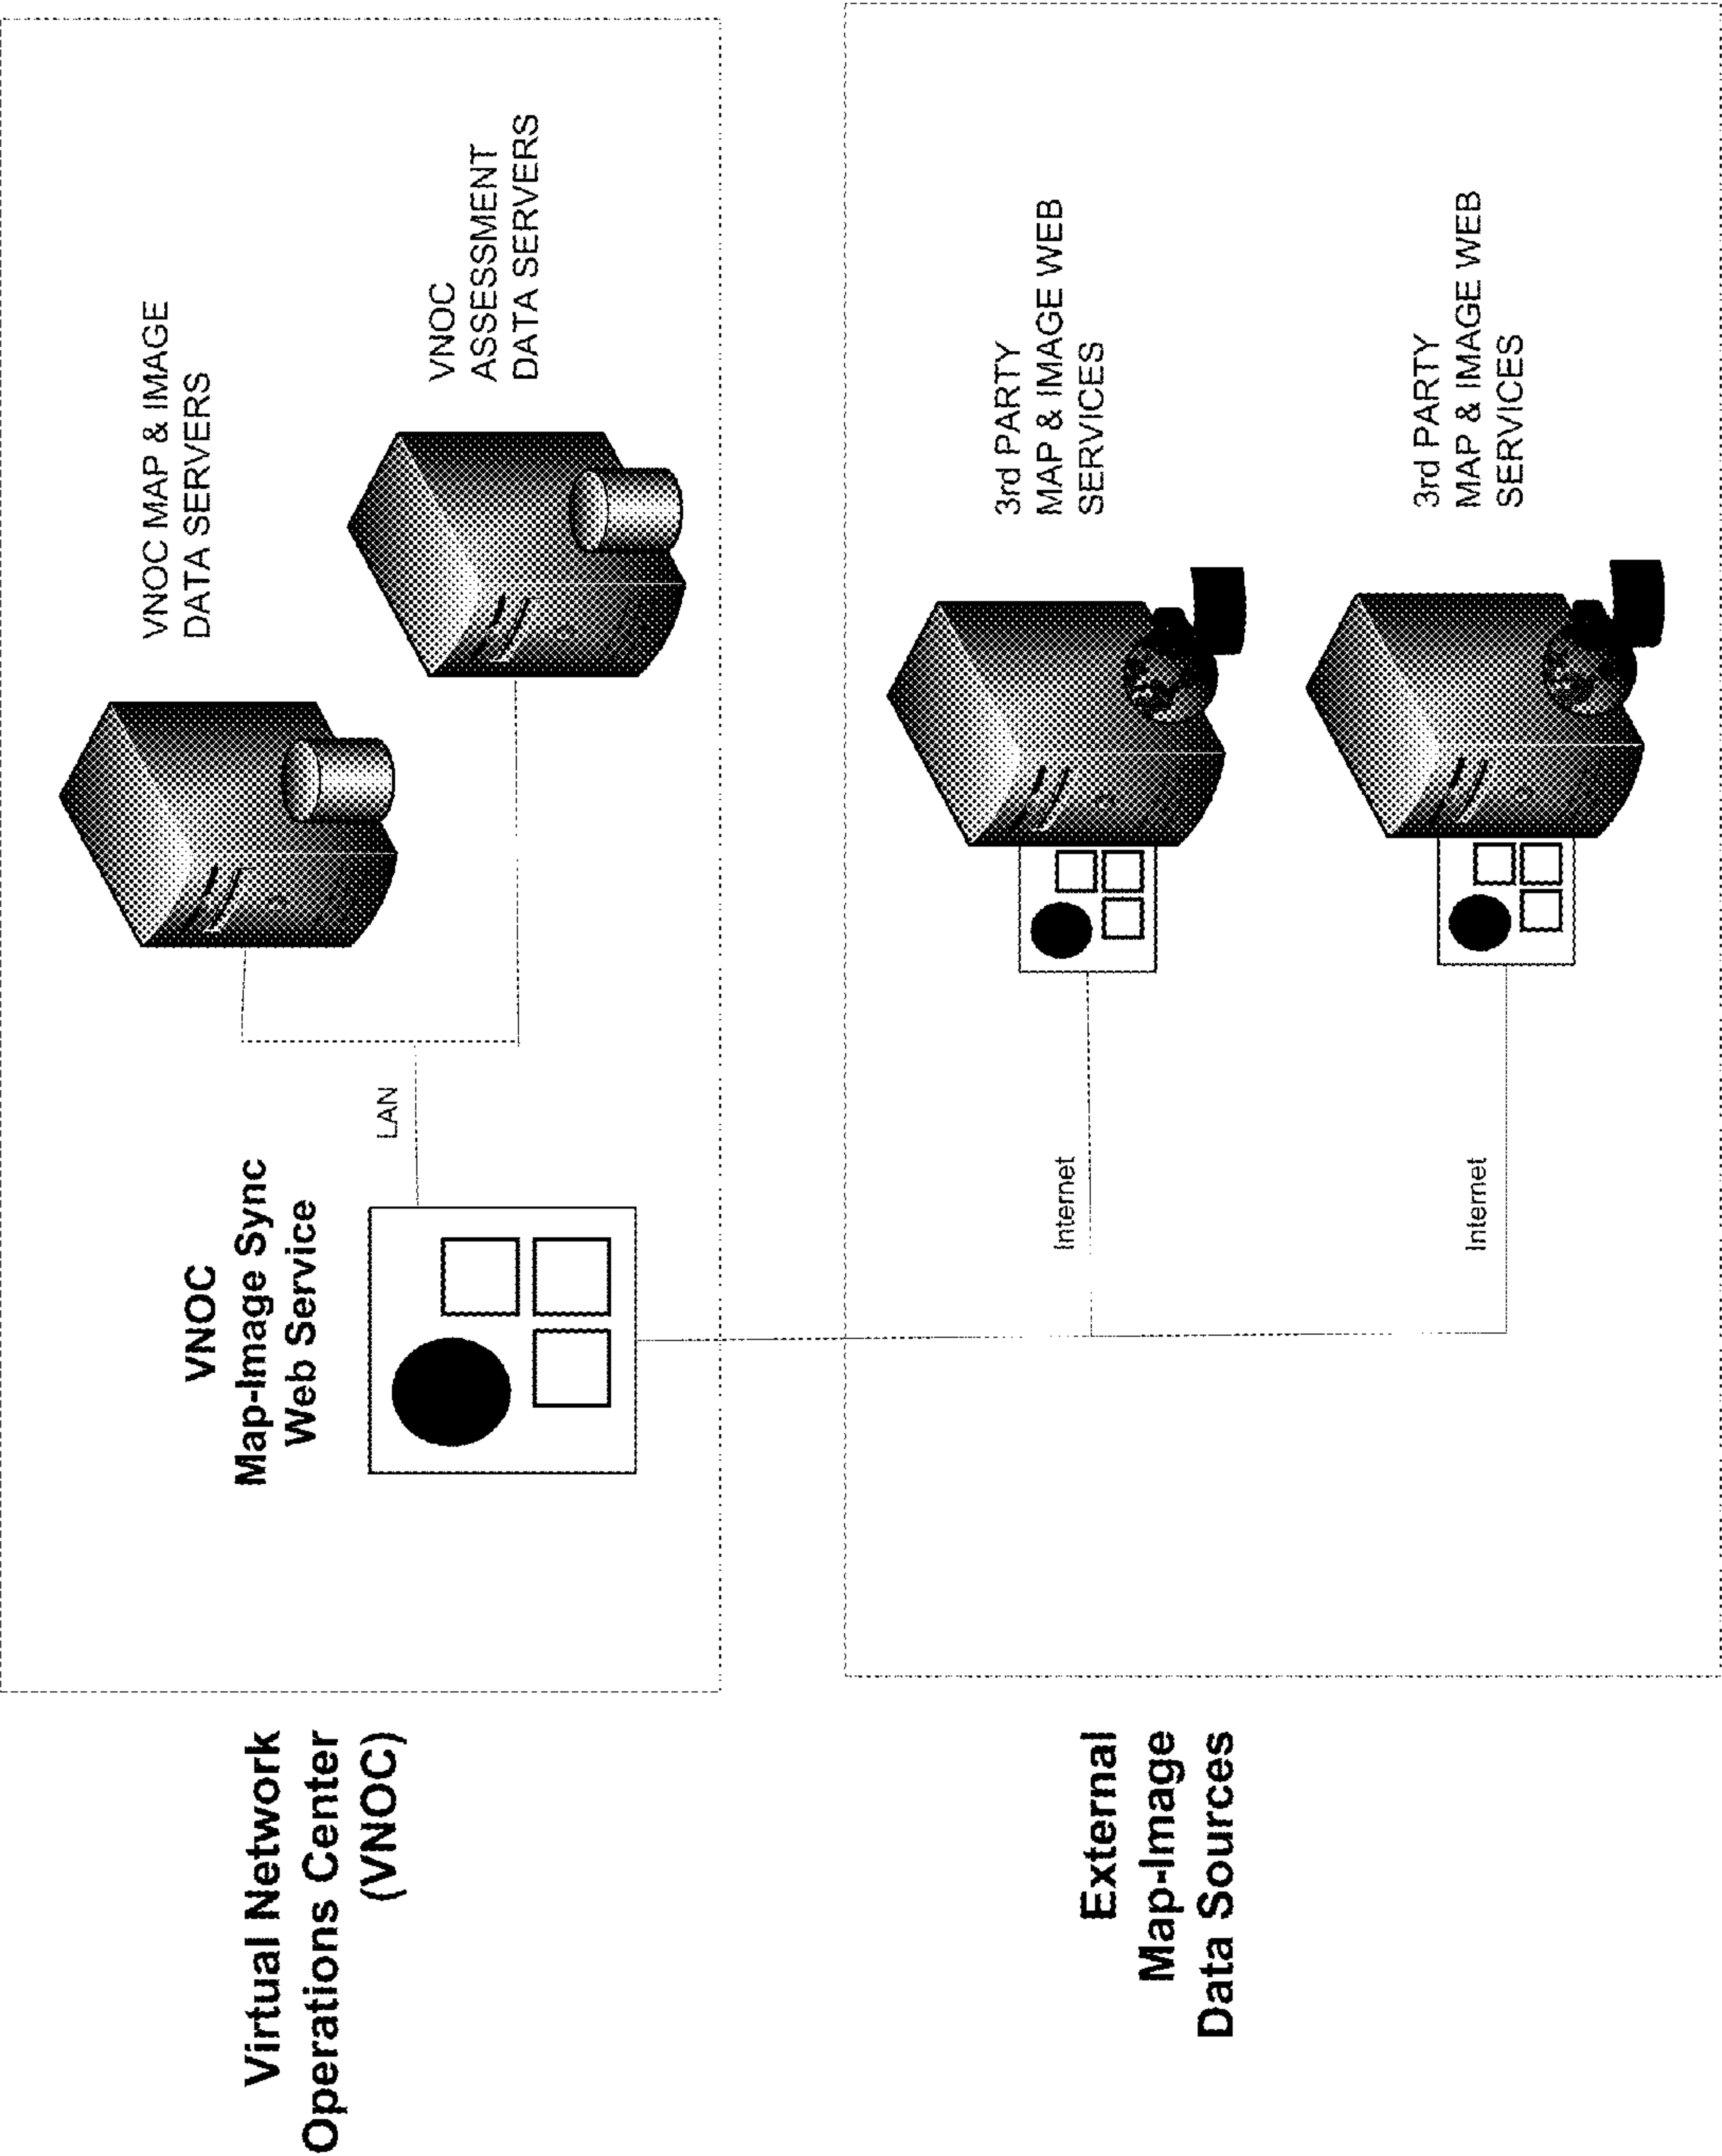 Virtual Network
Operations Center
(VNOC)
VNOC
Map-Image Sync
Web Service
LAN
VNOC MAP & IMAGE
DATA SERVERS
VNOC
ASSESSMENT
DATA SERVERS
External
Map-Image
Data Sources
Internet
3rd PARTY
MAP & IMAGE WEB
SERVICES
Internet
3rd PARTY
MAP & IMAGE WEB
SERVICES